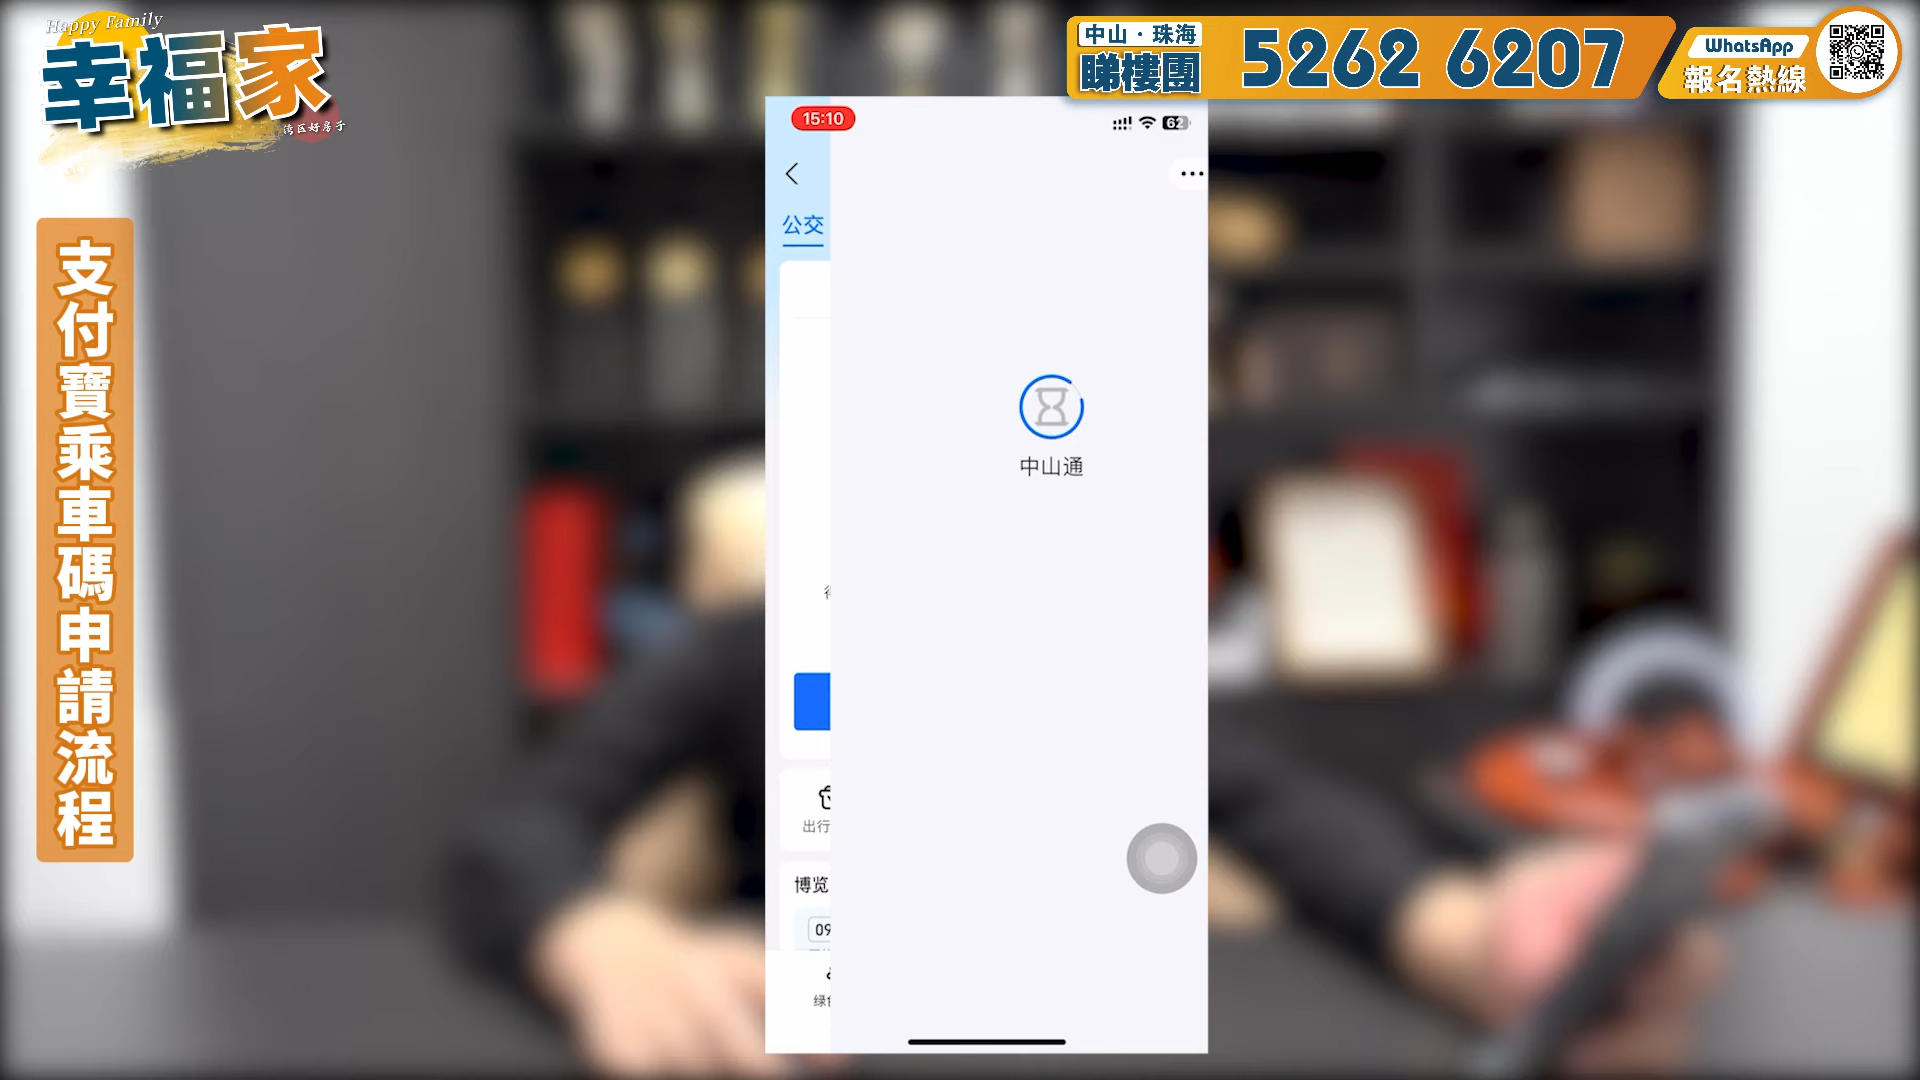 Happy Family
幸福家
湾区好房子
中山·珠海
睇樓團
5262 6207
WhatsApp
報名熱線
支付寶乘車碼申請流程
15:10
62
公交
中山通
出行
博览
09